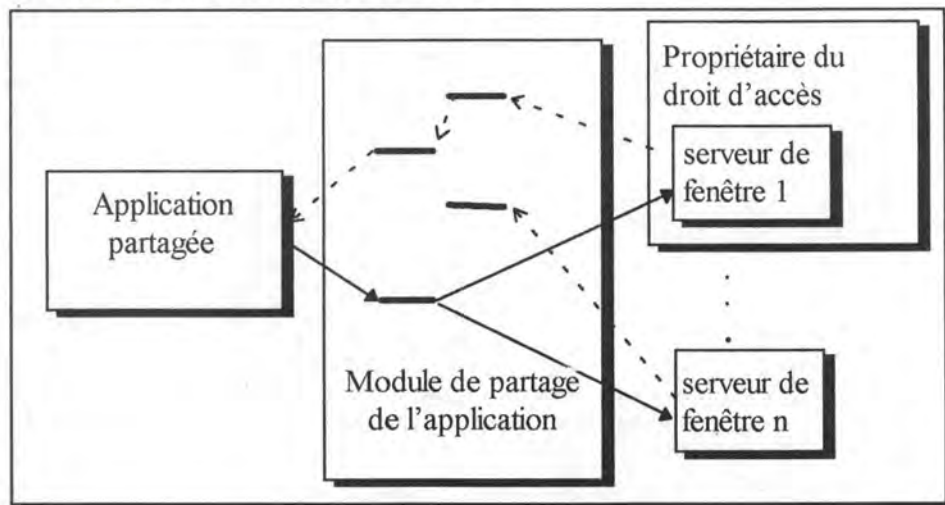 Application
partagée
Module de partage
de l'application
Propriétaire du
droit d'accès
serveur de
fenêtre 1
serveur de
fenêtre n